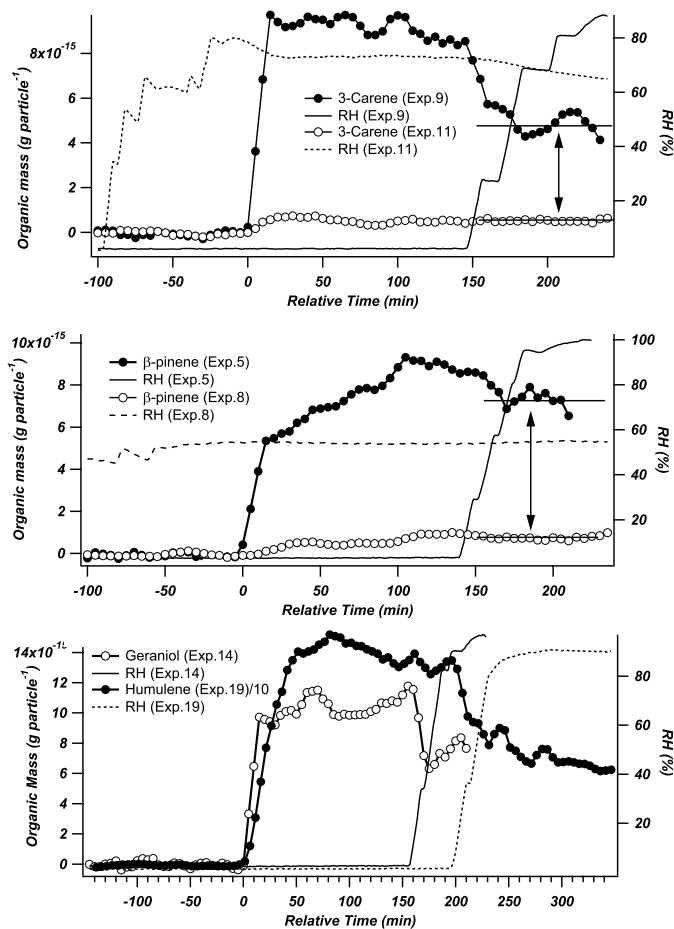 8x10-15
6
4
2
0
Organic mass (g particle-1)
80
60
40
20
RH (%)
3-Carene (Exp.9)
RH (Exp.9)
3-Carene (Exp.11)
RH (Exp.11)
-100 -50 0 50 100 150 200
Relative Time (min)
10x10-15
8
6
4
2
0
Organic mass (g particle-1)
100
80
60
40
20
RH (%)
β-pinene (Exp.5)
RH (Exp.5)
β-pinene (Exp.8)
RH (Exp.8)
-100 -50 0 50 100 150 200
Relative Time (min)
14x10
12
10
8
6
4
2
0
Organic Mass (g particle-1)
80
60
40
20
RH (%)
Geraniol (Exp.14)
RH (Exp.14)
Humulene (Exp.19)/10
RH (Exp.19)
-100 0 100 200 300
Relative Time (min)